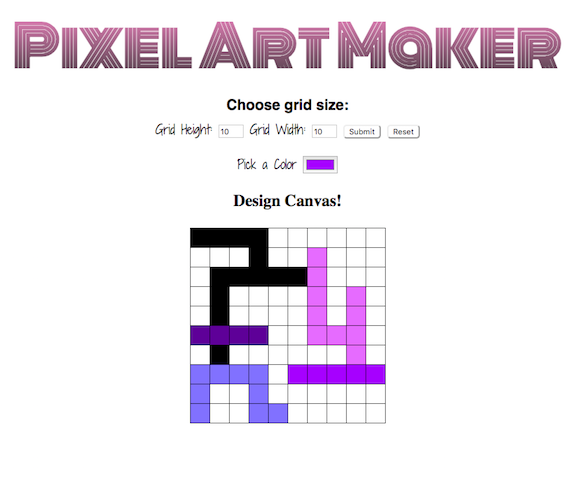 Pixel Art Maker
Choose grid size:
Grid Height: 10 Grid Width: 10 Submit Reset
Pick a Color
Design Canvas!